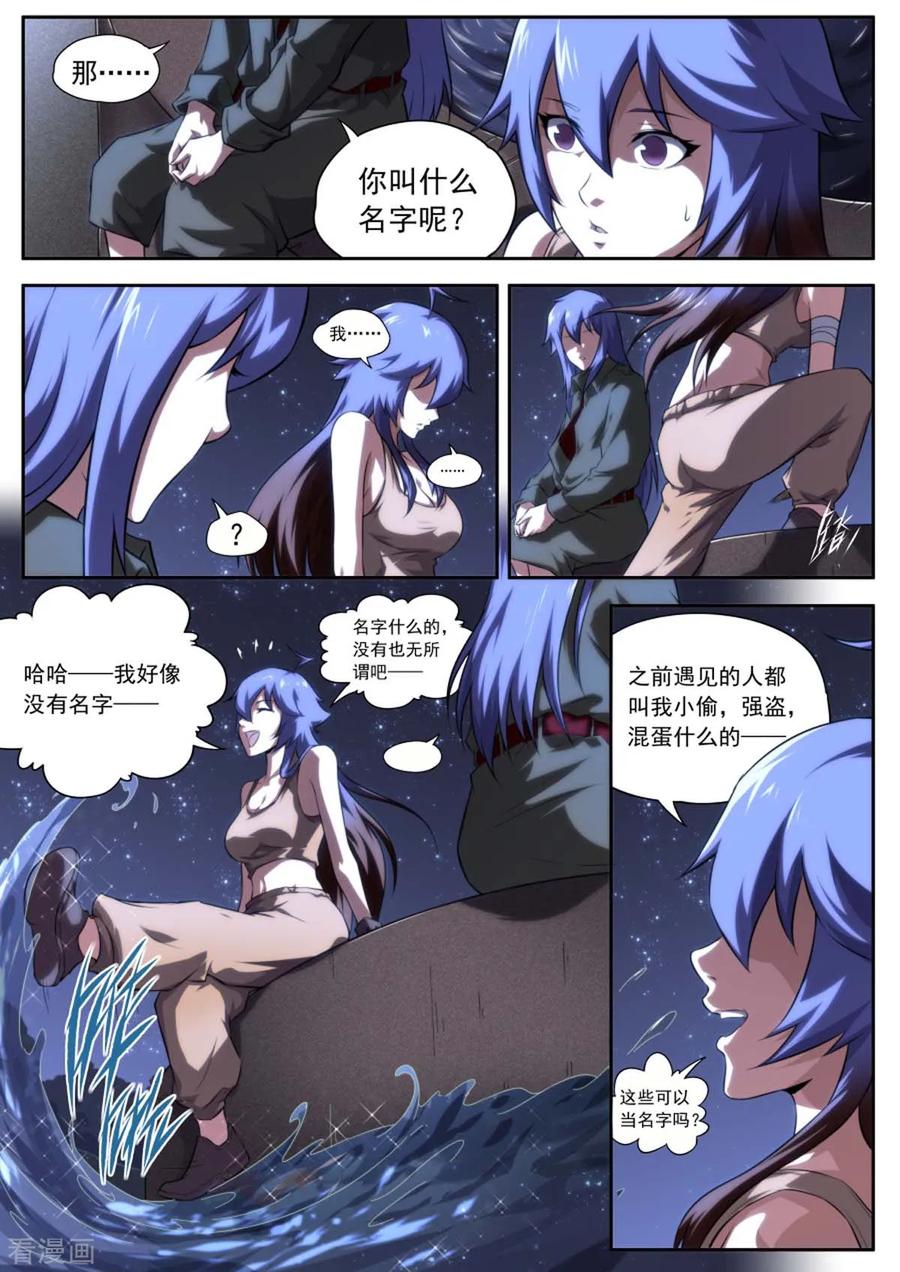 那……
你叫什么
名字呢？
我……
……
？
踏
哈哈——我好像
没有名字——
名字什么的，
没有也无所
谓吧——
之前遇见的人都
叫我小偷，强盗，
混蛋什么的——
这些可以
当名字吗？
看漫画